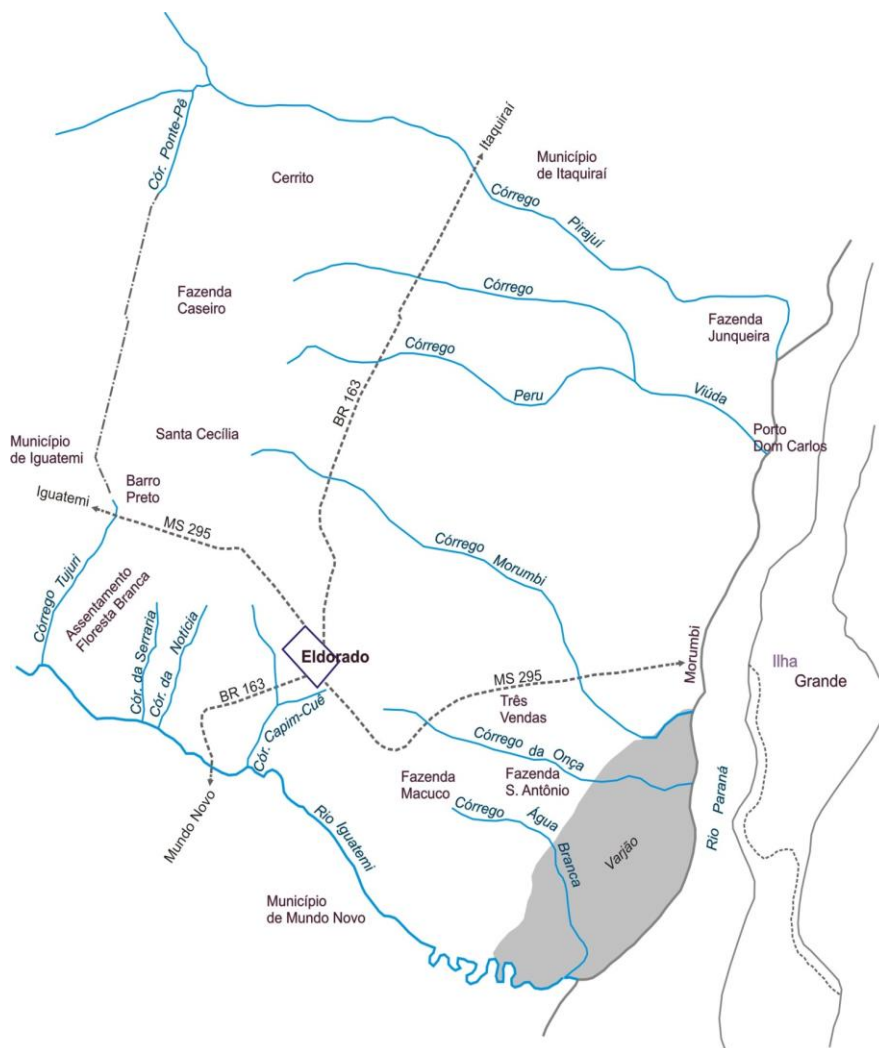 Itaquiraí
Cór. Ponte-Pé
Município
de Itaquiraí
Cerrito
Córrego
Pirajuí
Córrego
Fazenda
Caseiro
Fazenda
Junqueira
Córrego
Peru
Viúda
BR 163
Santa Cecília
Porto
Dom Carlos
Município
de Iguatemi
Barro
Preto
Iguatemi
MS 295
Córrego
Morumbi
Córrego Tujuri
Assentamento
Floresta Branca
Cór. da Serraria
Cór. da Notícia
Eldorado
Morumbi
Ilha
Grande
MS 295
BR 163
Três
Vendas
Cór. Capim-Cuê
Córrego da Onça
Fazenda
Macuco
Fazenda
S. Antônio
Córrego
Água
Branca
Rio Paraná
Mundo Novo
Rio Iguatemi
Varjão
Município
de Mundo Novo